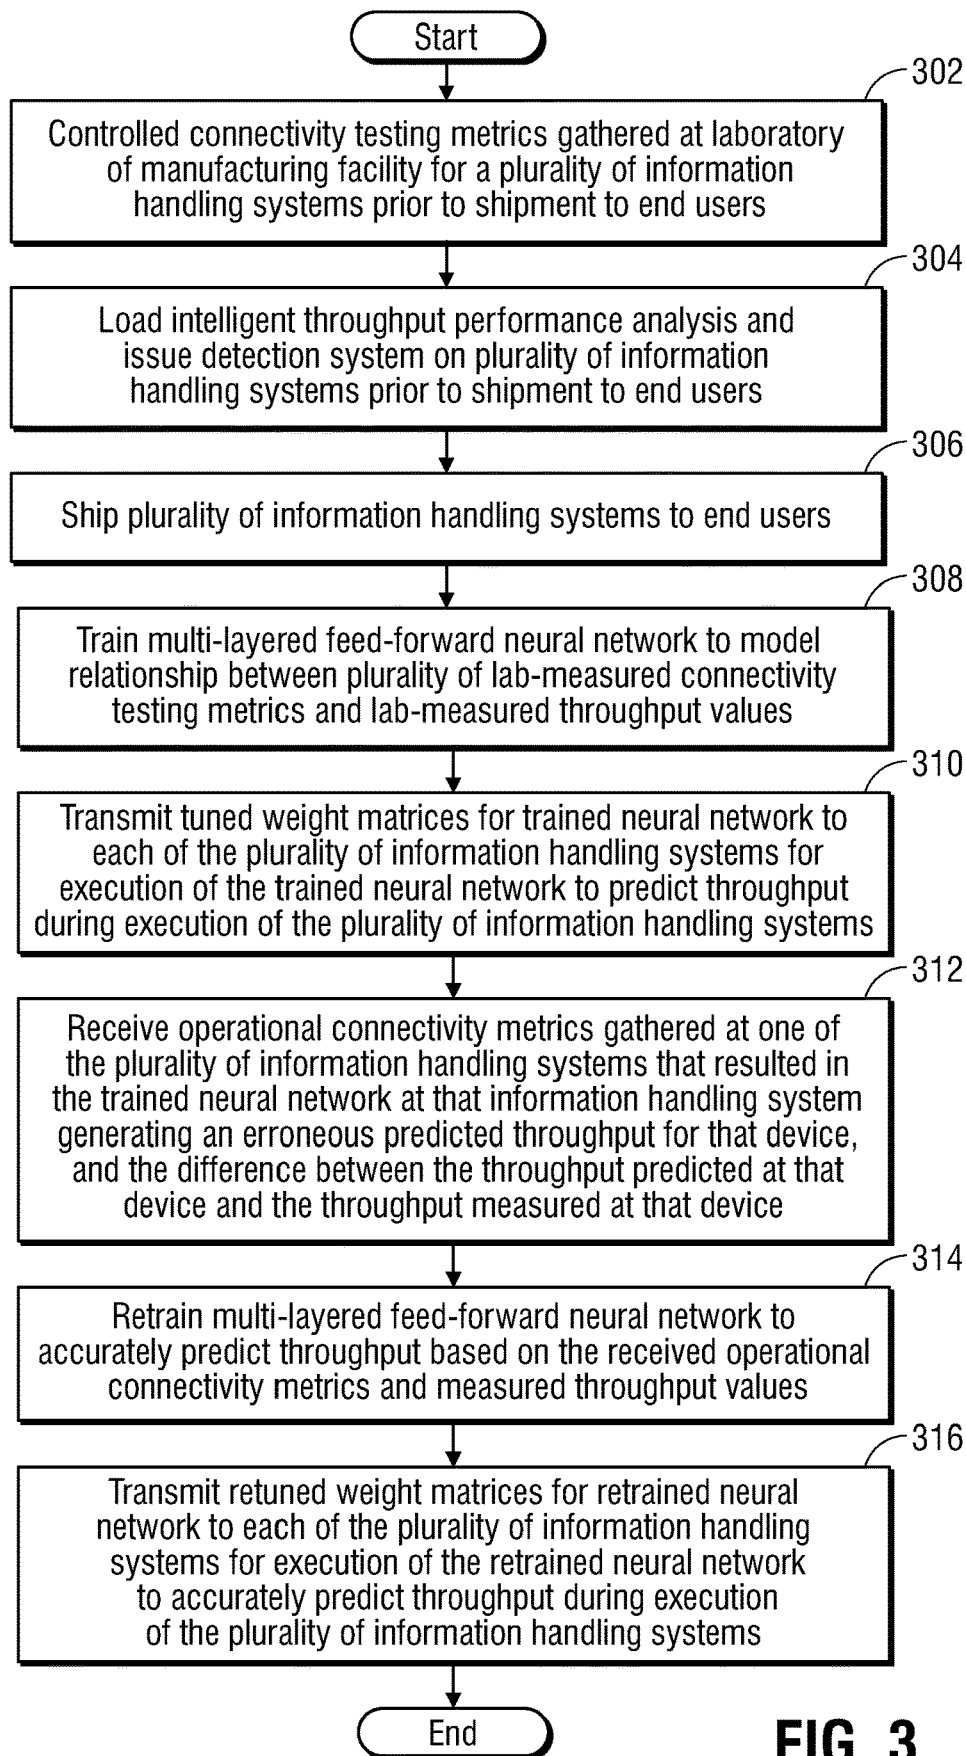 Start
302
Controlled connectivity testing metrics gathered at laboratory
of manufacturing facility for a plurality of information
handling systems prior to shipment to end users
304
Load intelligent throughput performance analysis and
issue detection system on plurality of information
handling systems prior to shipment to end users
306
Ship plurality of information handling systems to end users
308
Train multi-layered feed-forward neural network to model
relationship between plurality of lab-measured connectivity
testing metrics and lab-measured throughput values
310
Transmit tuned weight matrices for trained neural network to
each of the plurality of information handling systems for
execution of the trained neural network to predict throughput
during execution of the plurality of information handling systems
312
Receive operational connectivity metrics gathered at one of
the plurality of information handling systems that resulted in
the trained neural network at that information handling system
generating an erroneous predicted throughput for that device,
and the difference between the throughput predicted at that
device and the throughput measured at that device
314
Retrain multi-layered feed-forward neural network to
accurately predict throughput based on the received operational
connectivity metrics and measured throughput values
316
Transmit retuned weight matrices for retrained neural
network to each of the plurality of information handling
systems for execution of the retrained neural network
to accurately predict throughput during execution
of the plurality of information handling systems
End
FIG. 3